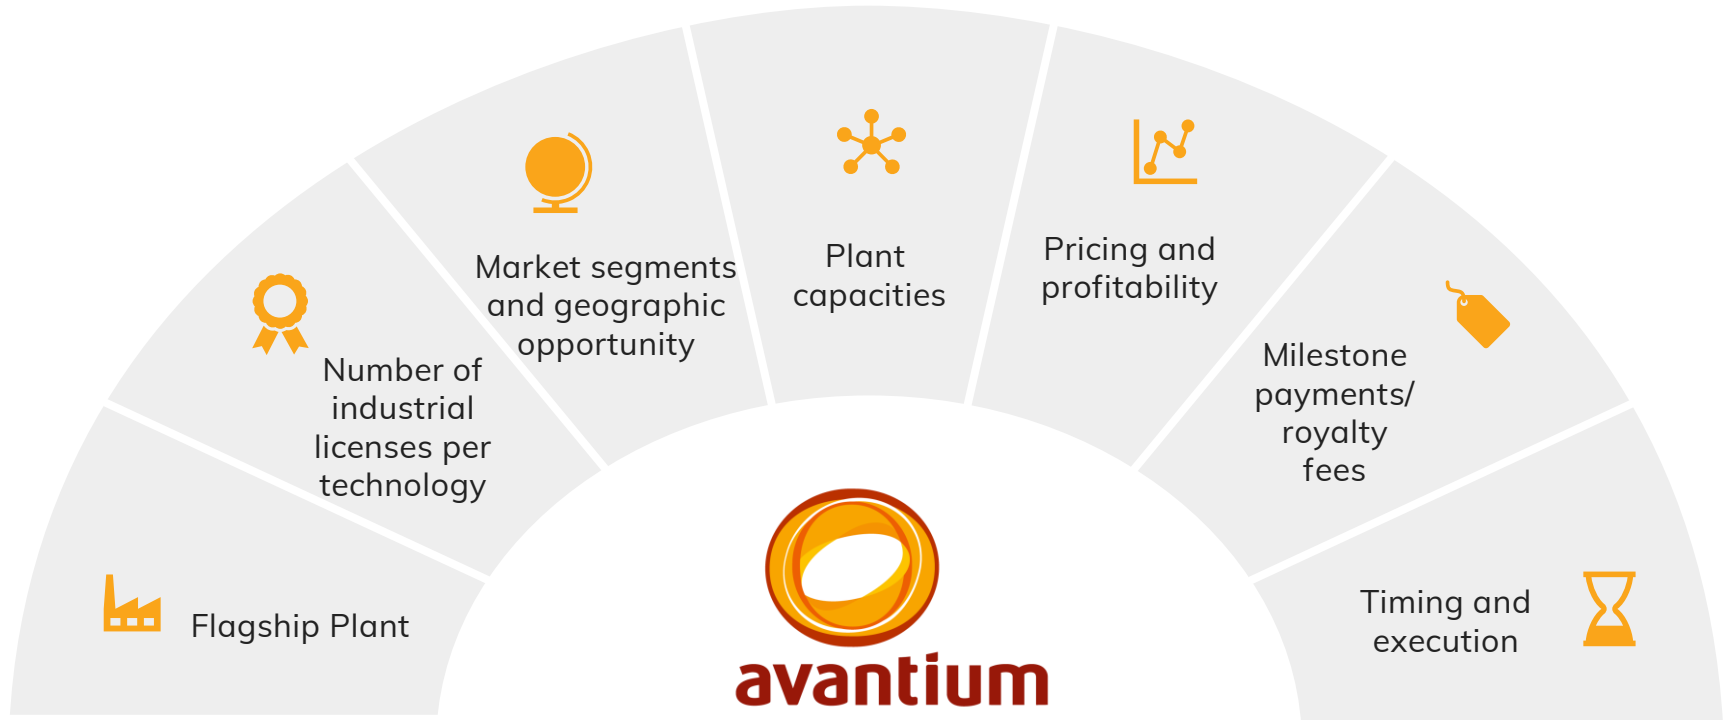 Flagship Plant
Number of
industrial
licenses per
technology
Market segments
and geographic
opportunity
Plant
capacities
Pricing and
profitability
Milestone
payments/
royalty
fees
Timing and
execution
avantium